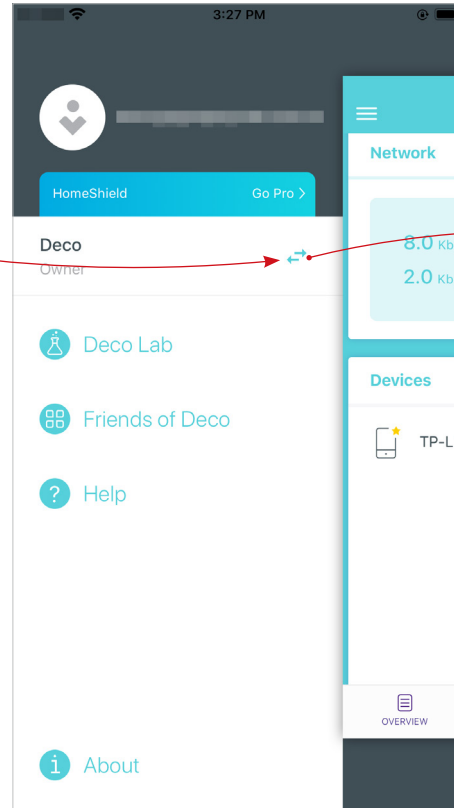 3:27 PM
HomeShield Go Pro >
Deco
Owner
Deco Lab
Friends of Deco
Help
About
Network
8.0 Kb
2.0 Kb
Devices
TP-L
OVERVIEW